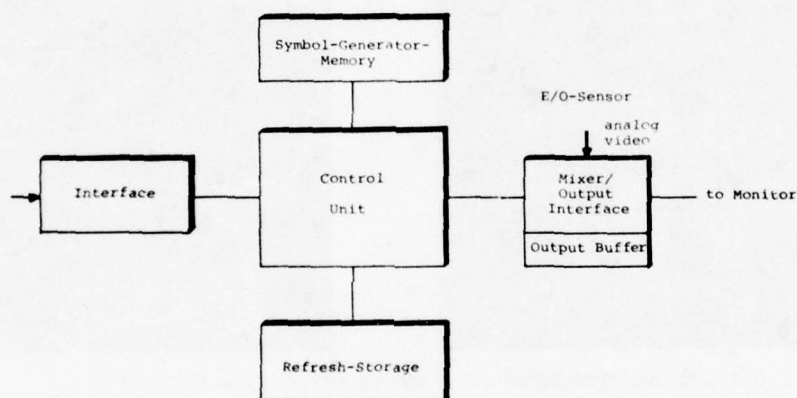 Symbol-Generator-
Memory
E/O-Sensor
analog
video
Interface
Control
Unit
Mixer/
Output
Interface
to Monitor
Output Buffer
Refresh-Storage